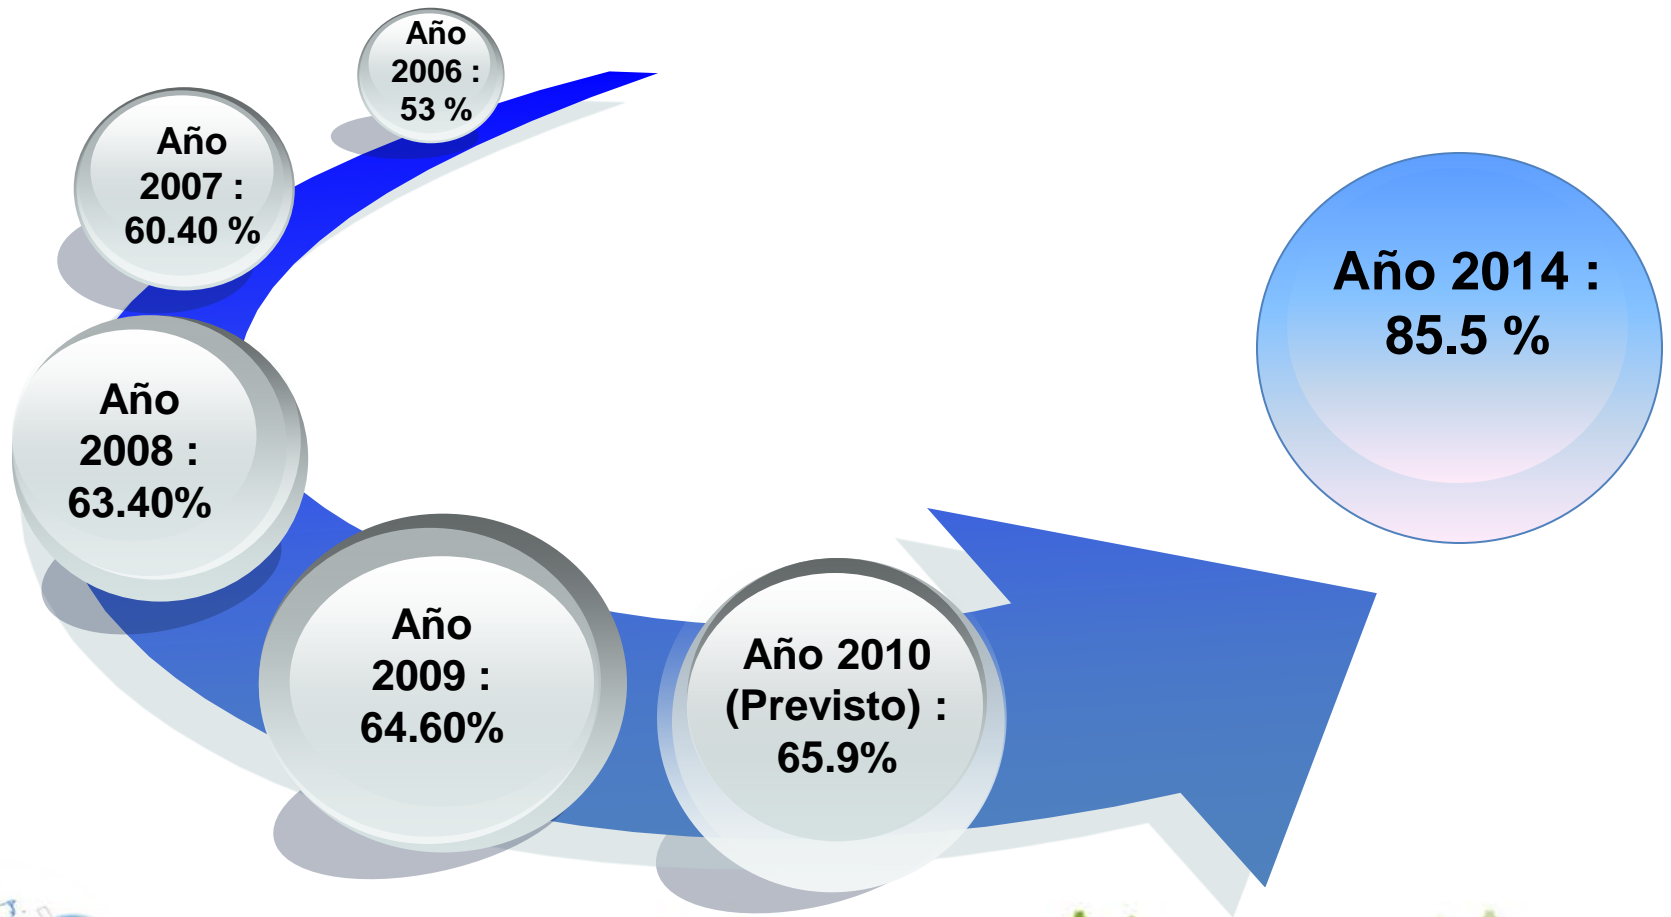 Año
2006 :
53 %
Año
2007 :
60.40 %
Año
2008 :
63.40%
Año
2009 :
64.60%
Año 2010
(Previsto) :
65.9%
Año 2014 :
85.5 %